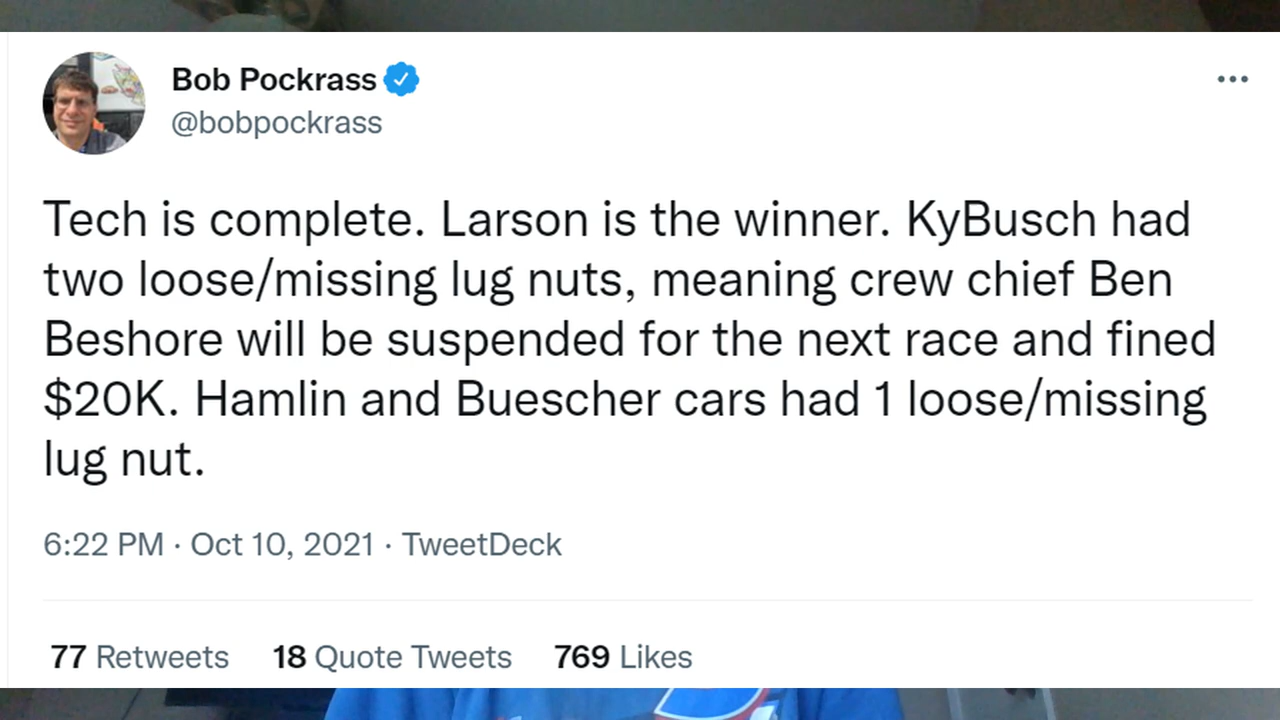 Bob Pockrass
@bobpockrass
Tech is complete. Larson is the winner. KyBusch had
two loose/missing lug nuts, meaning crew chief Ben
Beshore will be suspended for the next race and fined
$20K. Hamlin and Buescher cars had 1 loose/missing
lug nut.
6:22 PM · Oct 10, 2021 · TweetDeck
77 Retweets 18 Quote Tweets 769 Likes